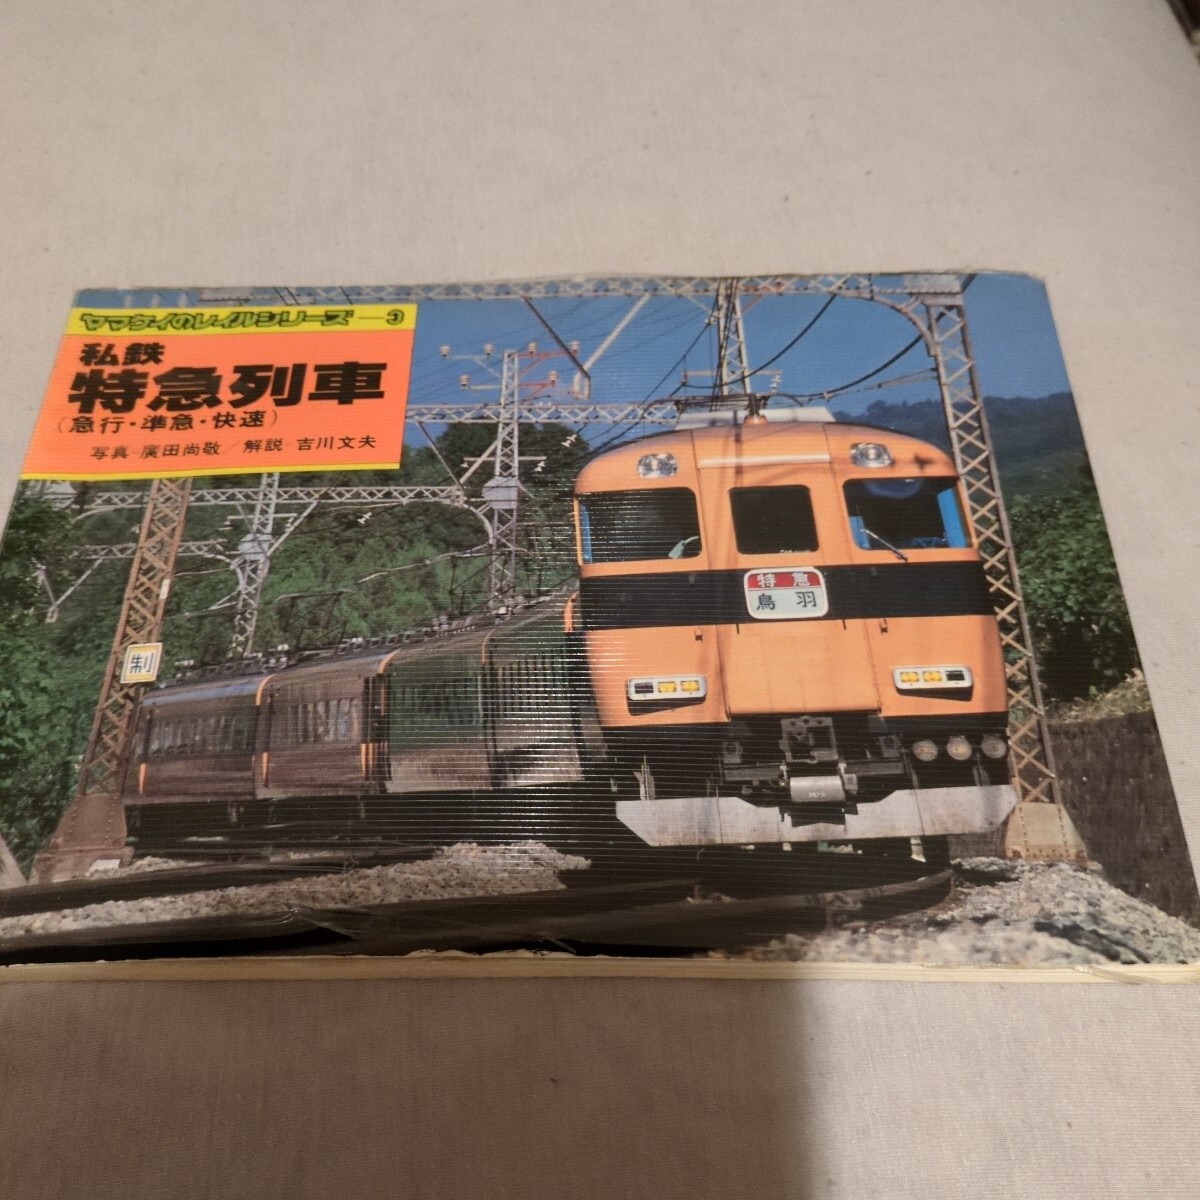 ヤマケイのレイルシリーズ—3
私鉄
特急列車
(急行・準急・快速)
写真=廣田尚敬/解説=吉川文夫
特急
鳥羽
制